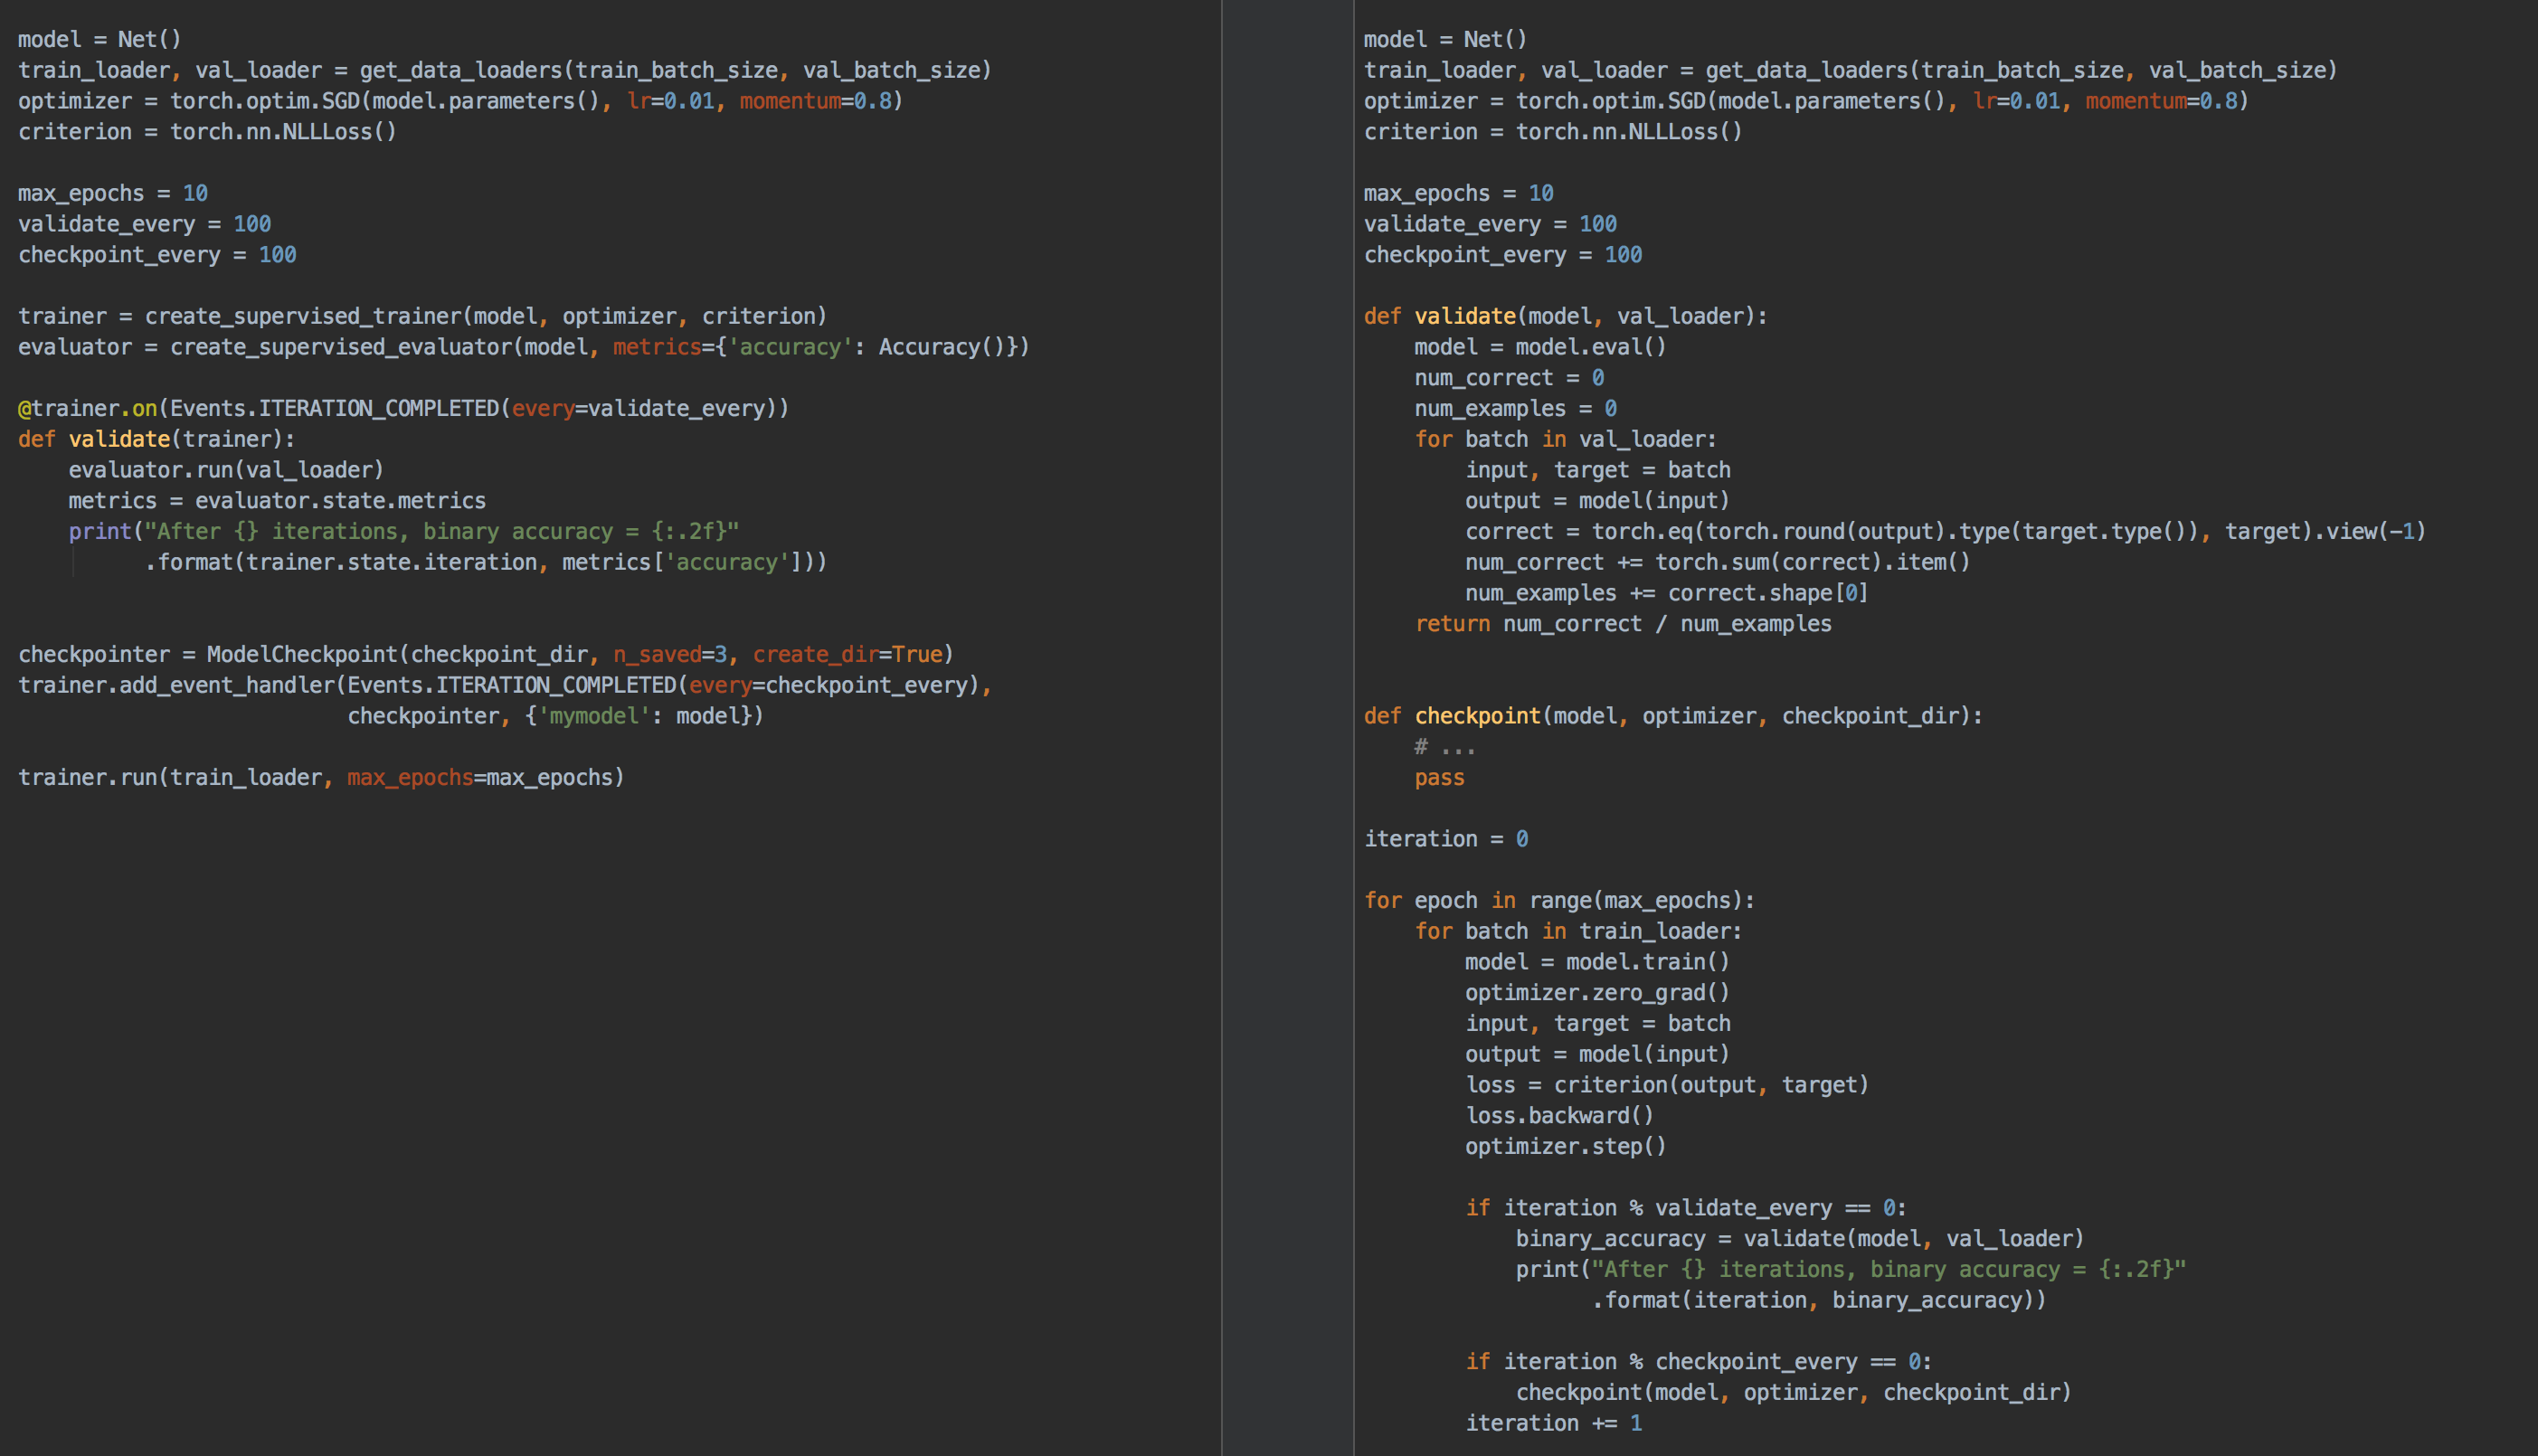 model = Net()
train_loader, val_loader = get_data_loaders(train_batch_size, val_batch_size)
optimizer = torch.optim.SGD(model.parameters(), lr=0.01, momentum=0.8)
criterion = torch.nn.NLLLoss()

max_epochs = 10
validate_every = 100
checkpoint_every = 100

trainer = create_supervised_trainer(model, optimizer, criterion)
evaluator = create_supervised_evaluator(model, metrics={'accuracy': Accuracy()})

@trainer.on(Events.ITERATION_COMPLETED(every=validate_every))
def validate(trainer):
    evaluator.run(val_loader)
    metrics = evaluator.state.metrics
    print("After {} iterations, binary accuracy = {:.2f}"
          .format(trainer.state.iteration, metrics['accuracy']))


checkpointer = ModelCheckpoint(checkpoint_dir, n_saved=3, create_dir=True)
trainer.add_event_handler(Events.ITERATION_COMPLETED(every=checkpoint_every),
                          checkpointer, {'mymodel': model})

trainer.run(train_loader, max_epochs=max_epochs)

model = Net()
train_loader, val_loader = get_data_loaders(train_batch_size, val_batch_size)
optimizer = torch.optim.SGD(model.parameters(), lr=0.01, momentum=0.8)
criterion = torch.nn.NLLLoss()

max_epochs = 10
validate_every = 100
checkpoint_every = 100

def validate(model, val_loader):
    model = model.eval()
    num_correct = 0
    num_examples = 0
    for batch in val_loader:
        input, target = batch
        output = model(input)
        correct = torch.eq(torch.round(output).type(target.type()), target).view(-1)
        num_correct += torch.sum(correct).item()
        num_examples += correct.shape[0]
    return num_correct / num_examples


def checkpoint(model, optimizer, checkpoint_dir):
    # ...
    pass

iteration = 0

for epoch in range(max_epochs):
    for batch in train_loader:
        model = model.train()
        optimizer.zero_grad()
        input, target = batch
        output = model(input)
        loss = criterion(output, target)
        loss.backward()
        optimizer.step()

        if iteration % validate_every == 0:
            binary_accuracy = validate(model, val_loader)
            print("After {} iterations, binary accuracy = {:.2f}"
                  .format(iteration, binary_accuracy))

        if iteration % checkpoint_every == 0:
            checkpoint(model, optimizer, checkpoint_dir)
        iteration += 1